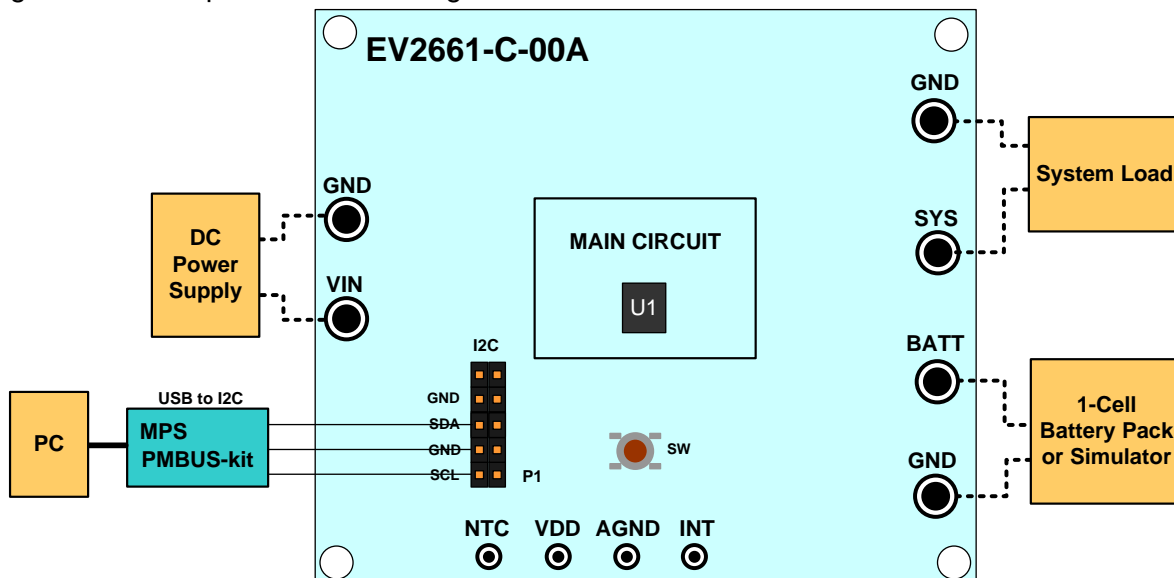 EV2661-C-00A
GND
System Load
GND
SYS
DC
Power
Supply
MAIN CIRCUIT
VIN
U1
I2C
BATT
USB to I2C
GND
1-Cell
Battery Pack
or Simulator
MPS
PMBUS-kit
SDA
PC
GND
SW
SCL
P1
GND
NTC
VDD
AGND
INT